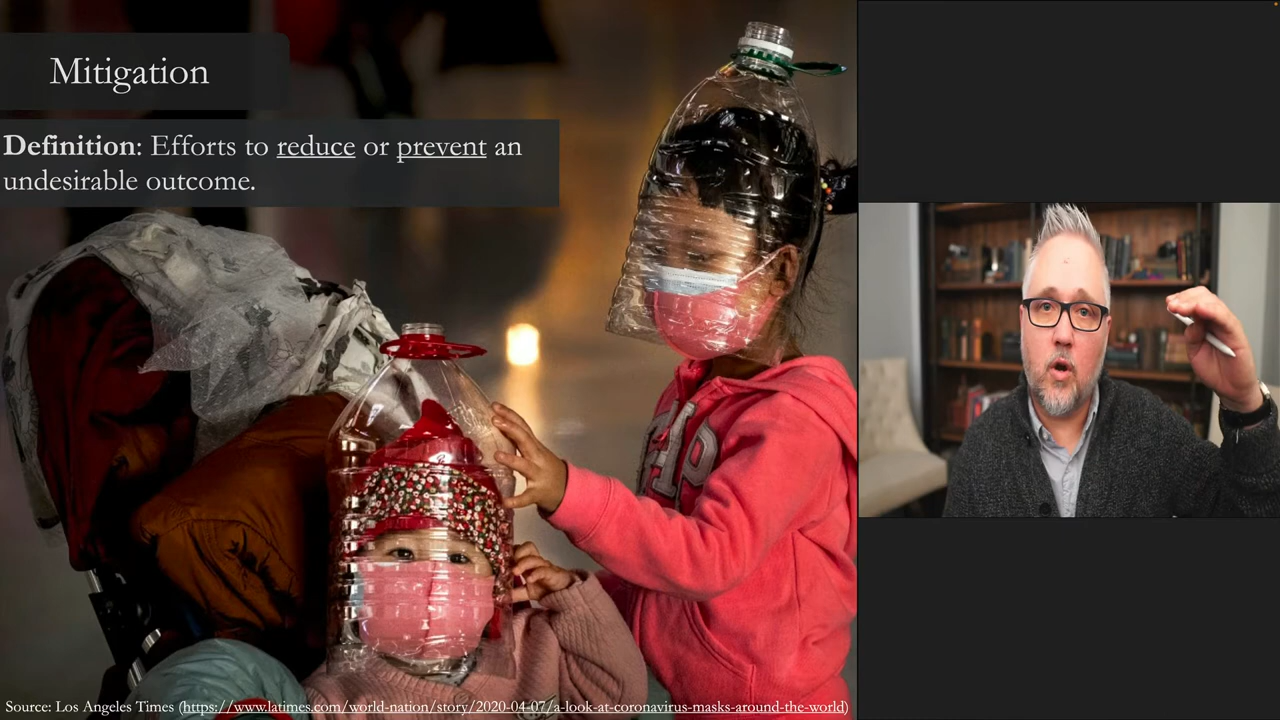 Mitigation
Definition: Efforts to reduce or prevent an
undesirable outcome.
GAP
Source: Los Angeles Times (https://www.latimes.com/world-nation/story/2020-04-07/a-look-at-coronavirus-masks-around-the-world)